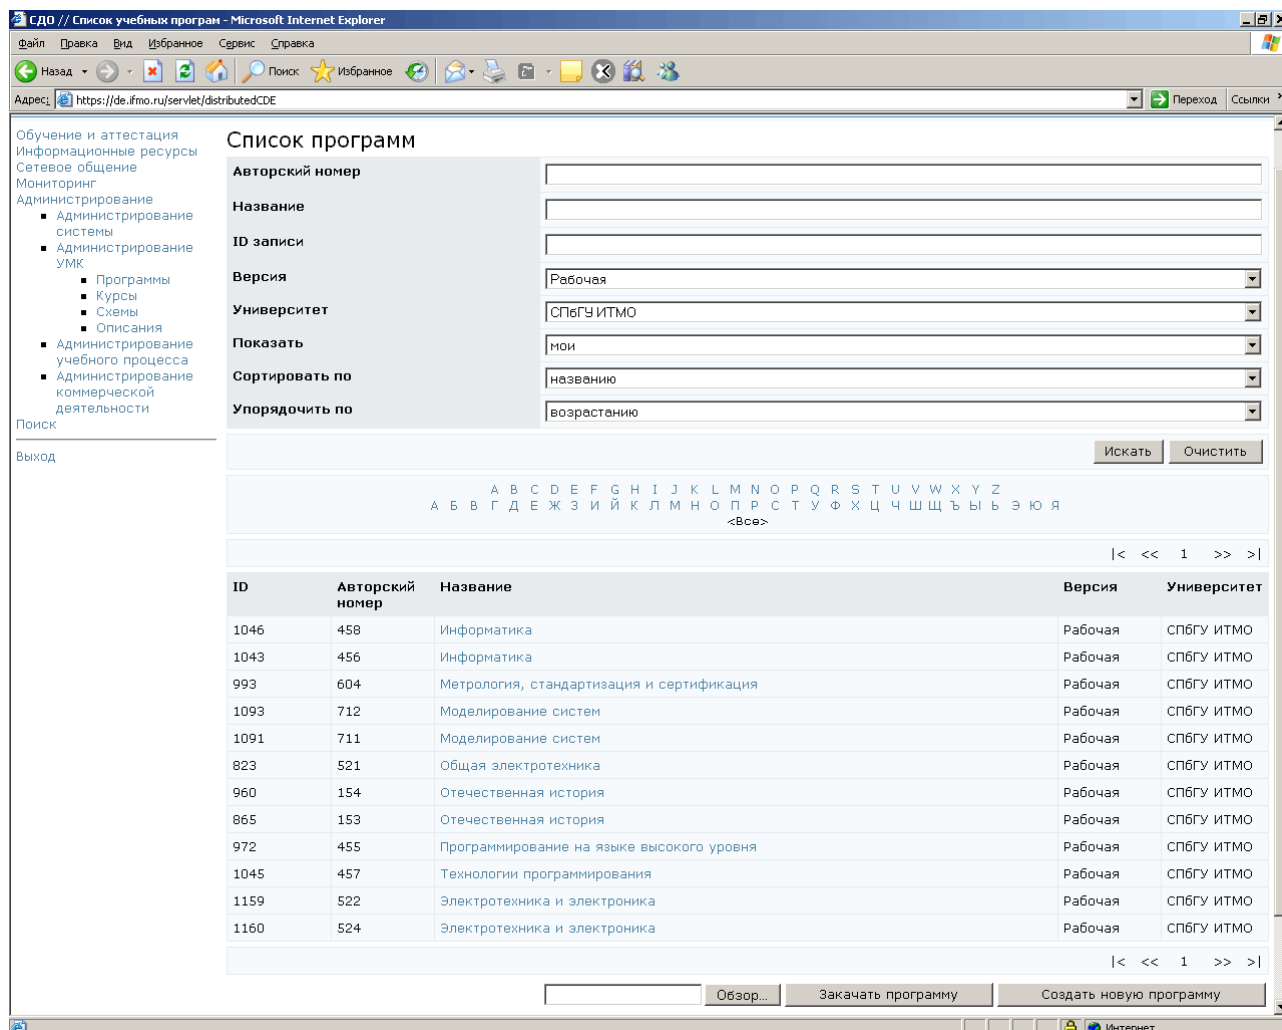 СДО // Список учебных програм - Microsoft Internet Explorer
Файл Правка Вид Избранное Сервис Справка
Назад Поиск Избранное
Адрес: https://de.ifmo.ru/servlet/distributedCDE Переход Ссылки
Обучение и аттестация
Информационные ресурсы
Сетевое общение
Мониторинг
Администрирование
Администрирование
системы
Администрирование
УМК
Программы
Курсы
Схемы
Описания
Администрирование
учебного процесса
Администрирование
коммерческой
деятельности
Поиск
Выход
Список программ
Авторский номер
Название
ID записи
Версия Рабочая
Университет СПбГУ ИТМО
Показать мои
Сортировать по названию
Упорядочить по возрастанию
Искать Очистить
A B C D E F G H I J K L M N O P Q R S T U V W X Y Z
А Б В Г Д Е Ж З И Й К Л М Н О П Р С Т У Ф Х Ц Ч Ш Щ Ъ Ы Ь Э Ю Я
<Все>
|< << 1 >> >|
ID Авторский номер Название Версия Университет
1046 458 Информатика Рабочая СПбГУ ИТМО
1043 456 Информатика Рабочая СПбГУ ИТМО
993 604 Метрология, стандартизация и сертификация Рабочая СПбГУ ИТМО
1093 712 Моделирование систем Рабочая СПбГУ ИТМО
1091 711 Моделирование систем Рабочая СПбГУ ИТМО
823 521 Общая электротехника Рабочая СПбГУ ИТМО
960 154 Отечественная история Рабочая СПбГУ ИТМО
865 153 Отечественная история Рабочая СПбГУ ИТМО
972 455 Программирование на языке высокого уровня Рабочая СПбГУ ИТМО
1045 457 Технологии программирования Рабочая СПбГУ ИТМО
1159 522 Электротехника и электроника Рабочая СПбГУ ИТМО
1160 524 Электротехника и электроника Рабочая СПбГУ ИТМО
|< << 1 >> >|
Обзор... Закачать программу Создать новую программу
Интернет